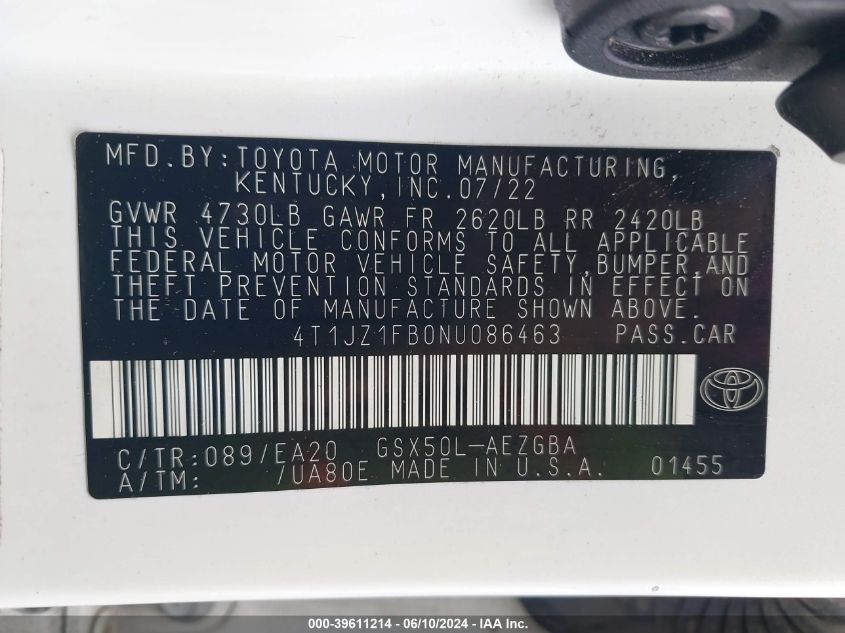 MFD.BY:TOYOTA MOTOR MANUFACTURING,
KENTUCKY,INC.07/22
GVWR 4730LB GAWR FR 2620LB RR 2420LB
THIS VEHICLE CONFORMS TO ALL APPLICABLE
FEDERAL MOTOR VEHICLE SAFETY,BUMPER,AND
THEFT PREVENTION STANDARDS IN EFFECT ON
THE DATE OF MANUFACTURE SHOWN ABOVE.
4T1JZ1FB0NU086463 PASS.CAR
C/TR:089/EA20 GSX50L-AEZGBA
A/TM: /UA80E MADE IN U.S.A. 01455
000-39611214 - 06/10/2024 - IAA Inc.